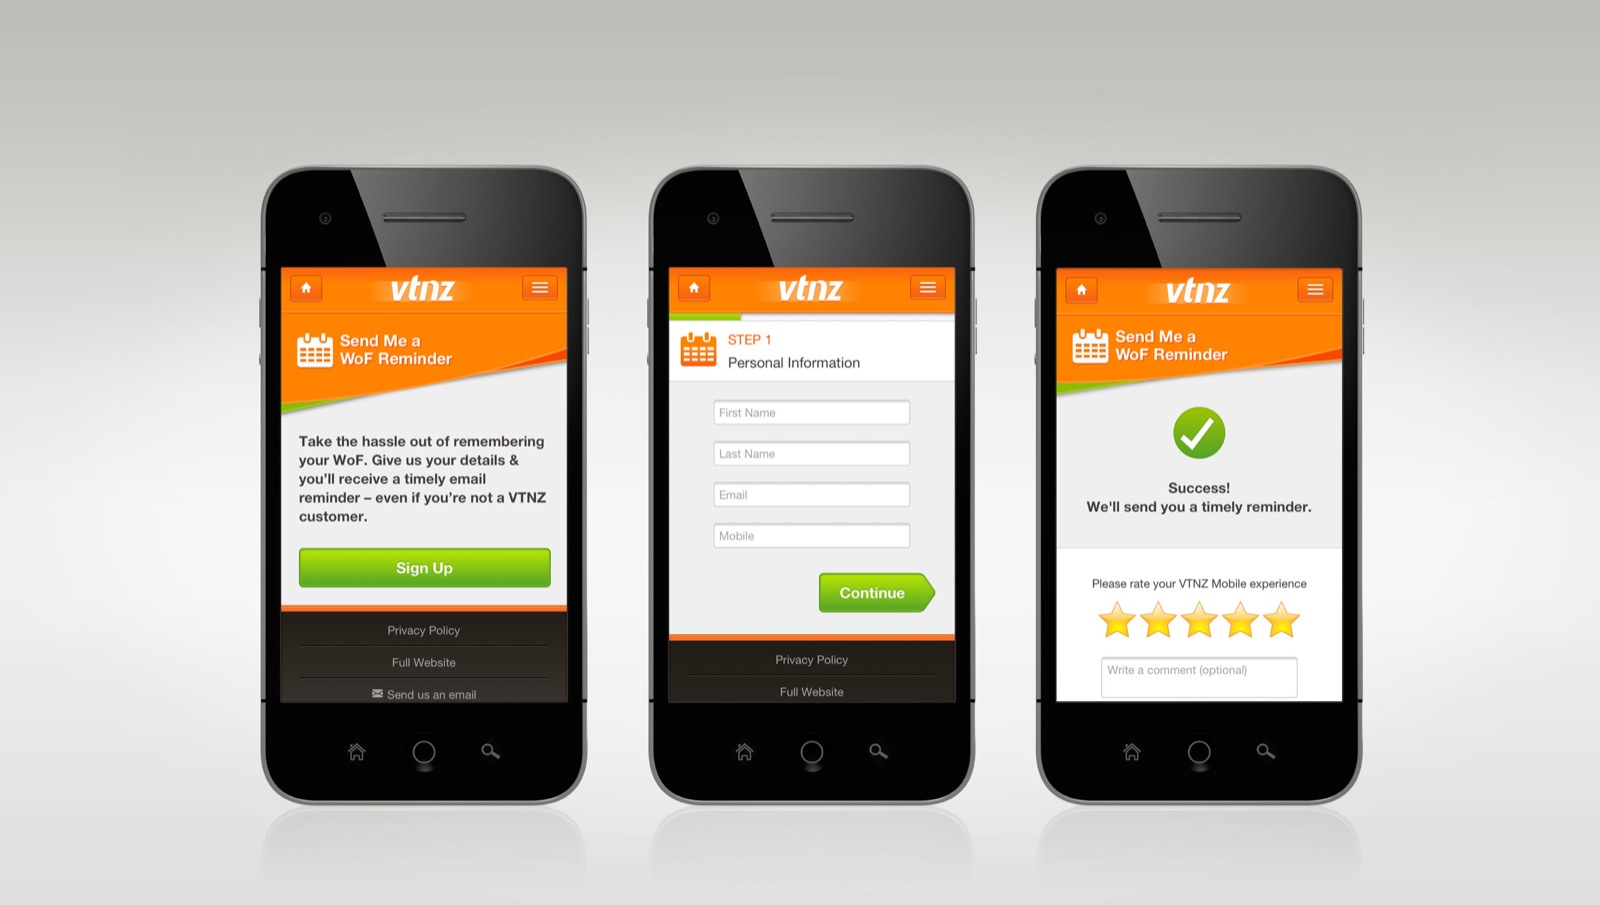 vtnz
Send Me a
WoF Reminder
Take the hassle out of remembering
your WoF. Give us your details &
you’ll receive a timely email
reminder – even if you’re not a VTNZ
customer.
Sign Up
Privacy Policy
Full Website
Send us an email
vtnz
STEP 1
Personal Information
First Name
Last Name
Email
Mobile
Continue
Privacy Policy
Full Website
vtnz
Send Me a
WoF Reminder
Success!
We'll send you a timely reminder.
Please rate your VTNZ Mobile experience
Write a comment (optional)